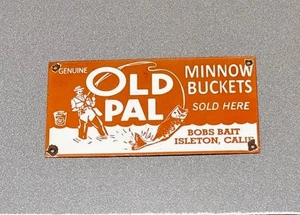 GENUINE
OLD
PAL
MINNOW
BUCKETS
SOLD HERE
BOBS BAIT
ISLETON, CALIF